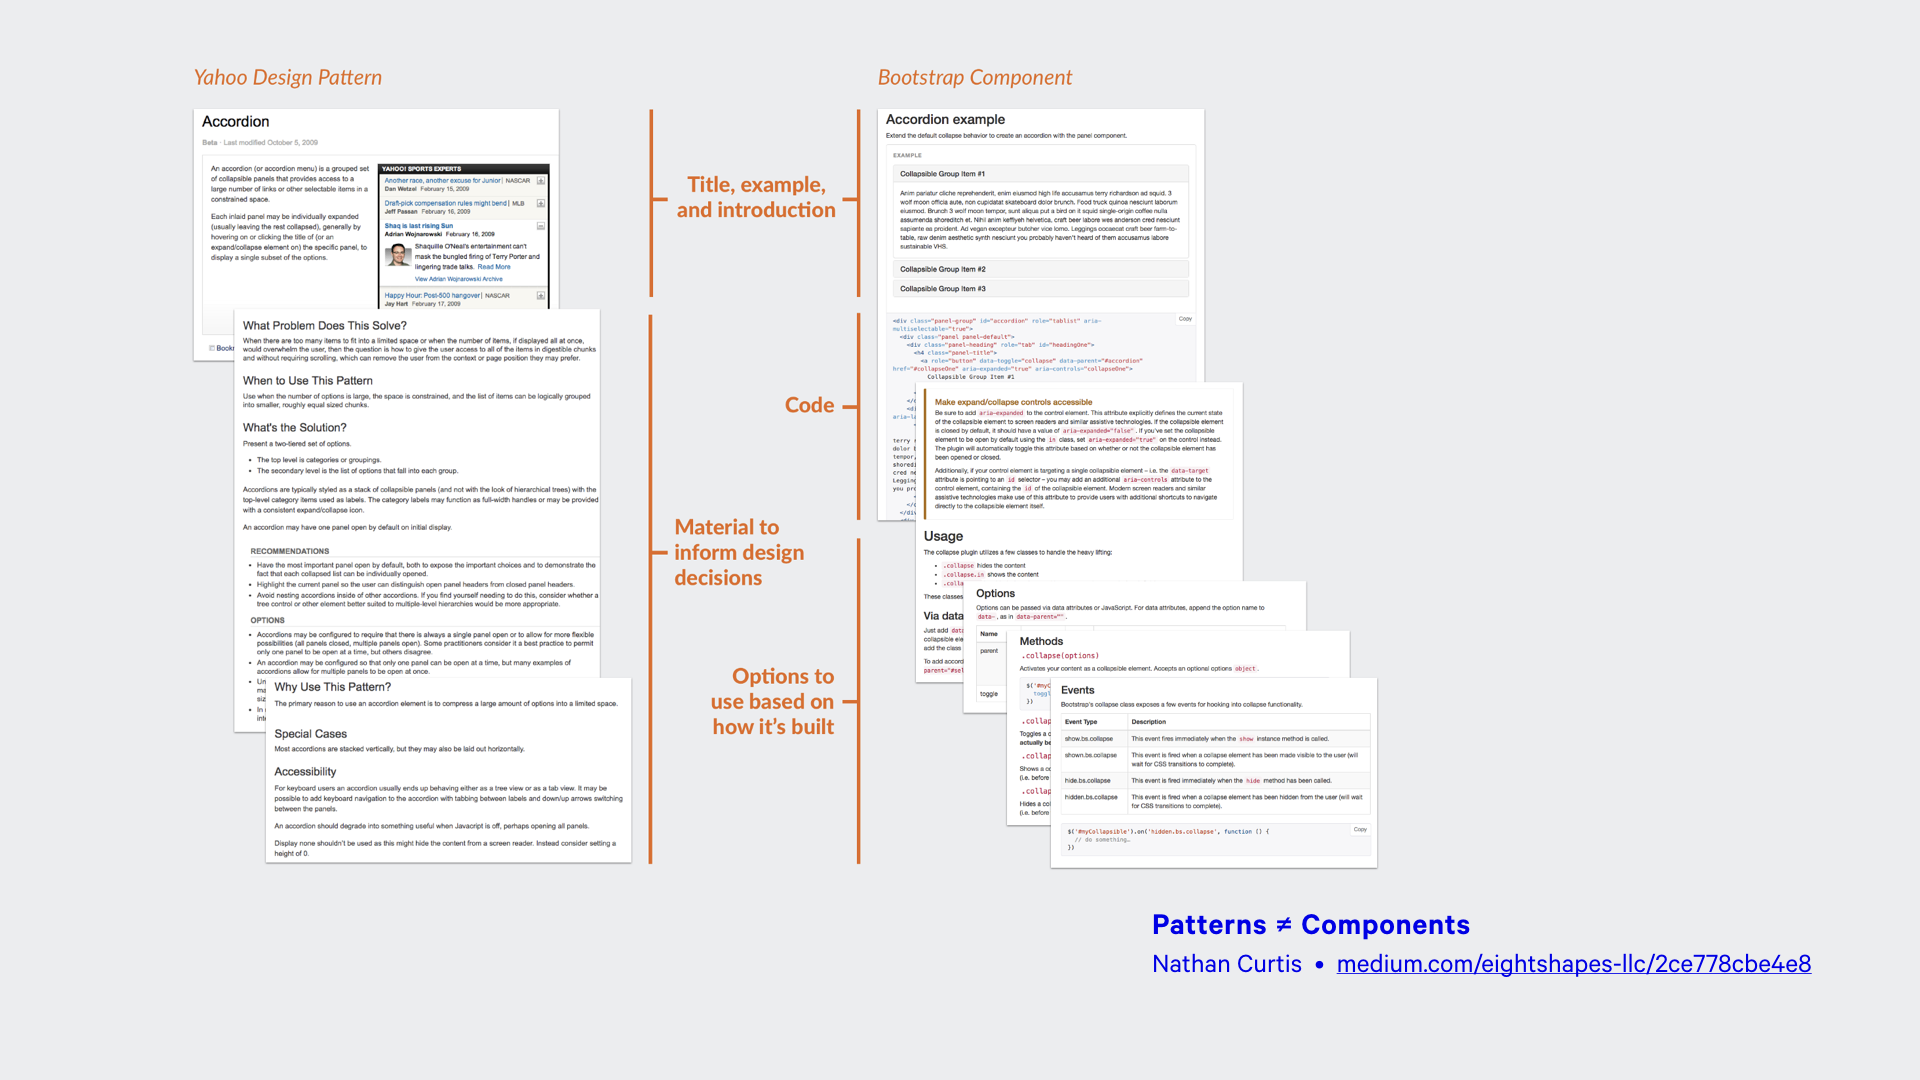 Yahoo Design Pattern
Accordion
Beta · Last modified October 5, 2009
An accordion (or accordion menu) is a grouped set
of collapsible panels that provides access to a
large number of links or other selectable items in a
constrained space.
Each inlaid panel may be individually expanded
(usually leaving the rest collapsed), generally by
hovering on or clicking the title of (or an
expand/collapse element on) the specific panel, to
display a single subset of the options.
YAHOO! SPORTS EXPERTS
Another race, another excuse for Junior | NASCAR
Dan Wetzel February 15, 2009
Draft-pick compensation rules might bend | MLB
Jeff Passan February 16, 2009
Shaq is last rising Sun
Adrian Wojnarowski February 16, 2009
Shaquille O'Neal's entertainment can't
mask the bungled firing of Terry Porter and
lingering trade talks. Read More
View Adrian Wojnarowski Archive
Happy Hour: Post-500 hangover | NASCAR
Jay Hart February 17, 2009
Bookr
What Problem Does This Solve?
When there are too many items to fit into a limited space or when the number of items, if displayed all at once,
would overwhelm the user, then the question is how to give the user access to all of the items in digestible chunks
and without requiring scrolling, which can remove the user from the context or page position they may prefer.
When to Use This Pattern
Use when the number of options is large, the space is constrained, and the list of items can be logically grouped
into smaller, roughly equal sized chunks.
What's the Solution?
Present a two-tiered set of options.
• The top level is categories or groupings.
• The secondary level is the list of options that fall into each group.
Accordions are typically styled as a stack of collapsible panels (and not with the look of hierarchical trees) with the
top-level category items used as labels. The category labels may function as full-width handles or may be provided
with a consistent expand/collapse icon.
An accordion may have one panel open by default on initial display.
RECOMMENDATIONS
• Have the most important panel open by default, both to expose the important choices and to demonstrate the
fact that each collapsed list can be individually opened.
• Highlight the current panel so the user can distinguish open panel headers from closed panel headers.
• Avoid nesting accordions inside of other accordions. If you find yourself needing to do this, consider whether a
tree control or other element better suited to multiple-level hierarchies would be more appropriate.
OPTIONS
• Accordions may be configured to require that there is always a single panel open or to allow for more flexible
possibilities (all panels closed, multiple panels open). Some practitioners consider it a best practice to permit
only one panel to be open at a time, but others disagree.
• An accordion may be configured so that only one panel can be open at a time, but many examples of
accordions allow for multiple panels to be open at once.
• Un
ma
siz
• In
inte
Why Use This Pattern?
The primary reason to use an accordion element is to compress a large amount of options into a limited space.
Special Cases
Most accordions are stacked vertically, but they may also be laid out horizontally.
Accessibility
For keyboard users an accordion usually ends up behaving either as a tree view or as a tab view. It may be
possible to add keyboard navigation to the accordion with tabbing between labels and down/up arrows switching
between the panels.
An accordion should degrade into something useful when Javacript is off, perhaps opening all panels.
Display none shouldn't be used as this might hide the content from a screen reader. Instead consider setting a
height of 0.
Title, example,
and introduction
Code
Material to
inform design
decisions
Options to
use based on
how it's built
Bootstrap Component
Accordion example
Extend the default collapse behavior to create an accordion with the panel component.
EXAMPLE
Collapsible Group Item #1
Anim pariatur cliche reprehenderit, enim eiusmod high life accusamus terry richardson ad squid. 3
wolf moon officia aute, non cupidatat skateboard dolor brunch. Food truck quinoa nesciunt laborum
eiusmod. Brunch 3 wolf moon tempor, sunt aliqua put a bird on it squid single-origin coffee nulla
assumenda shoreditch et. Nihil anim keffiyeh helvetica, craft beer labore wes anderson cred nesciunt
sapiente ea proident. Ad vegan excepteur butcher vice lomo. Leggings occaecat craft beer farm-to-
table, raw denim aesthetic synth nesciunt you probably haven't heard of them accusamus labore
sustainable VHS.
Collapsible Group Item #2
Collapsible Group Item #3
Copy
<div class="panel-group" id="accordion" role="tablist" aria-
multiselectable="true">
<div class="panel panel-default">
<div class="panel-heading" role="tab" id="headingOne">
<h4 class="panel-title">
<a role="button" data-toggle="collapse" data-parent="#accordion"
href="#collapseOne" aria-expanded="true" aria-controls="collapseOne">
Collapsible Group Item #1
Make expand/collapse controls accessible
Be sure to add aria-expanded to the control element. This attribute explicitly defines the current state
of the collapsible element to screen readers and similar assistive technologies. If the collapsible element
is closed by default, it should have a value of aria-expanded="false". If you've set the collapsible
element to be open by default using the in class, set aria-expanded="true" on the control instead.
The plugin will automatically toggle this attribute based on whether or not the collapsible element has
been opened or closed.
Additionally, if your control element is targeting a single collapsible element – i.e. the data-target
attribute is pointing to an id selector – you may add an additional aria-controls attribute to the
control element, containing the id of the collapsible element. Modern screen readers and similar
assistive technologies make use of this attribute to provide users with additional shortcuts to navigate
directly to the collapsible element itself.
Usage
The collapse plugin utilizes a few classes to handle the heavy lifting:
• .collapse hides the content
• .collapse.in shows the content
• .colla
These classes
Via data
Just add data
collapsible ele
add the class
To add accord
parent="#sel
Options
Options can be passed via data attributes or JavaScript. For data attributes, append the option name to
data-, as in data-parent="".
Name
parent
toggle
Methods
.collapse(options)
Activates your content as a collapsible element. Accepts an optional options object.
$('#myC
toggl
})
.collap
Toggles a c
actually be
.collap
Shows a co
(i.e. before
.collap
Hides a col
(i.e. before
Events
Bootstrap's collapse class exposes a few events for hooking into collapse functionality.
Event Type Description
show.bs.collapse This event fires immediately when the show instance method is called.
shown.bs.collapse This event is fired when a collapse element has been made visible to the user (will
wait for CSS transitions to complete).
hide.bs.collapse This event is fired immediately when the hide method has been called.
hidden.bs.collapse This event is fired when a collapse element has been hidden from the user (will wait
for CSS transitions to complete).
Copy
$('#myCollapsible').on('hidden.bs.collapse', function () {
// do something…
})
Patterns ≠ Components
Nathan Curtis • medium.com/eightshapes-llc/2ce778cbe4e8